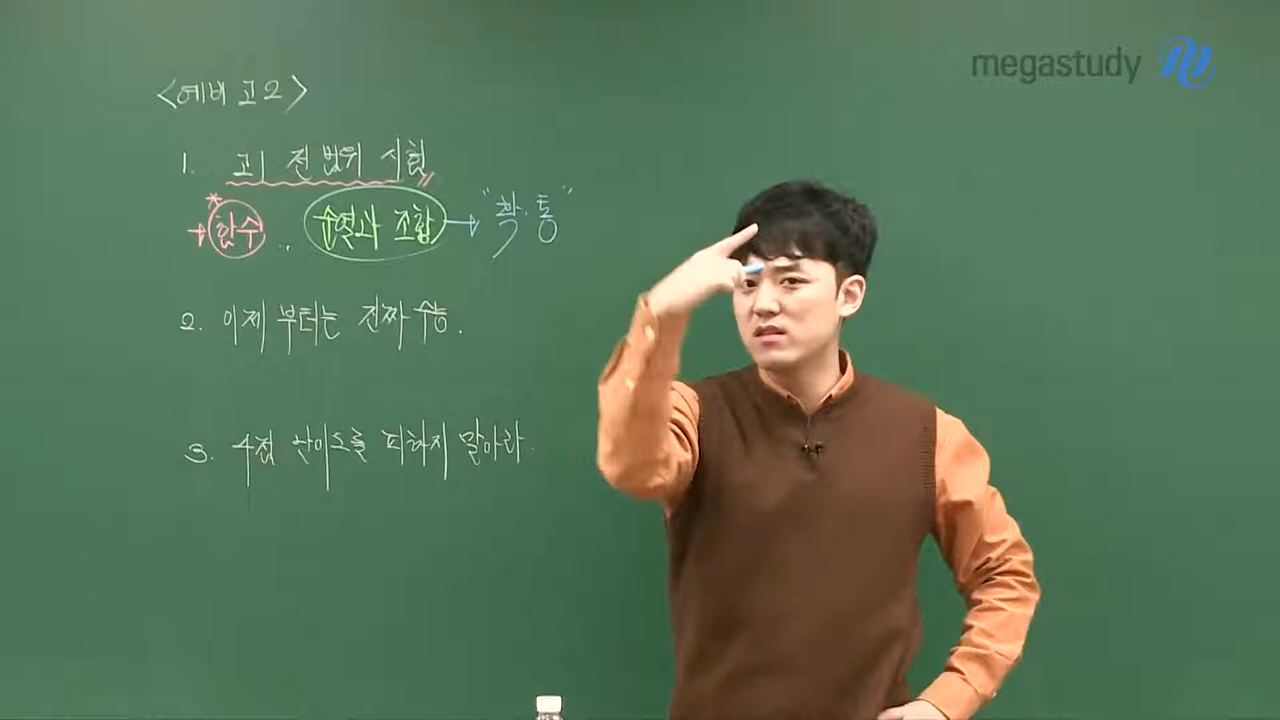 megastudy
<예비 고2>
1. 고1 전 범위 시험
* → 함수, 순열과 조합 → "확.통"
2. 이제 부터는 진짜 수능.
3. 4점 난이도를 피하지 말아라.